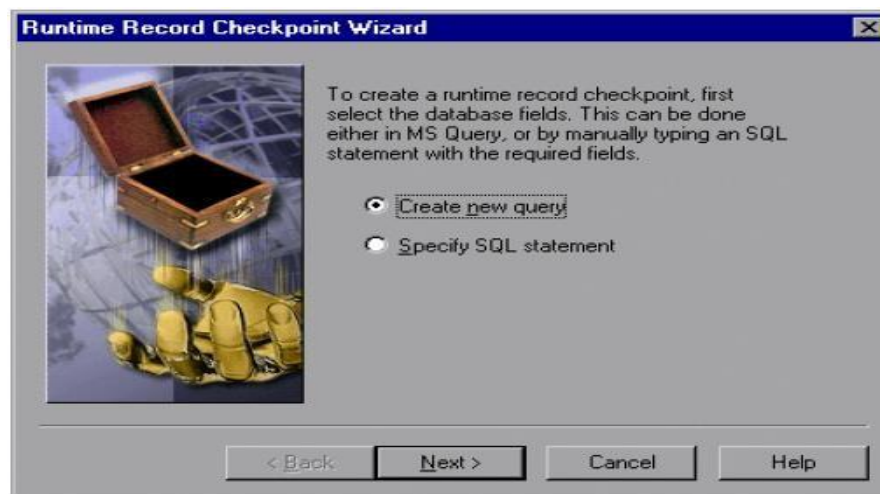 Runtime Record Checkpoint Wizard
To create a runtime record checkpoint, first
select the database fields. This can be done
either in MS Query, or by manually typing an SQL
statement with the required fields.
Create new query
Specify SQL statement
< Back
Next >
Cancel
Help